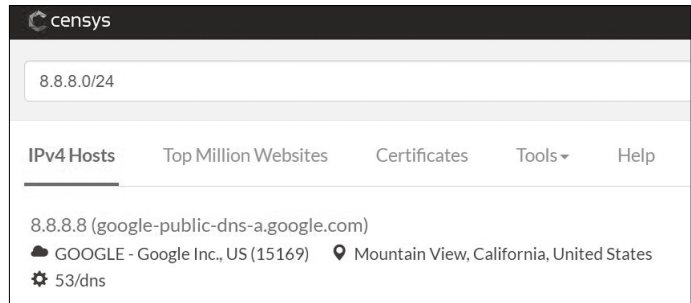 censys
8.8.8.0/24
IPv4 Hosts Top Million Websites Certificates Tools Help
8.8.8.8 (google-public-dns-a.google.com)
GOOGLE - Google Inc., US (15169) Mountain View, California, United States
53/dns